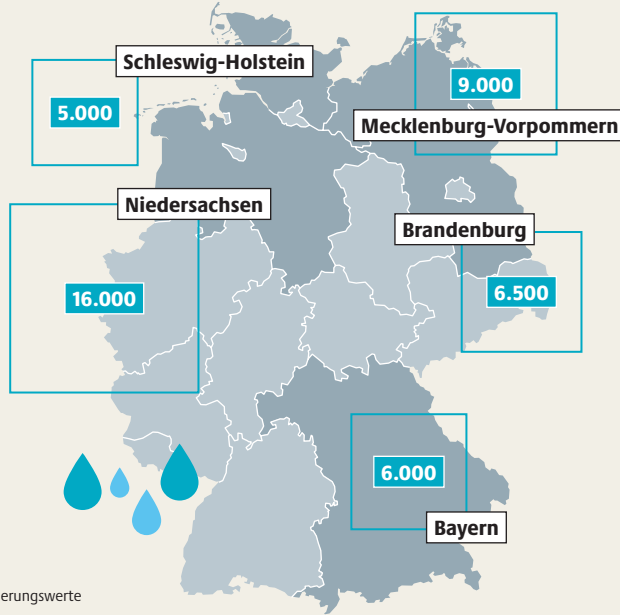 Schleswig-Holstein
5.000
9.000
Mecklenburg-Vorpommern
Niedersachsen
16.000
Brandenburg
6.500
6.000
Bayern
erungswerte